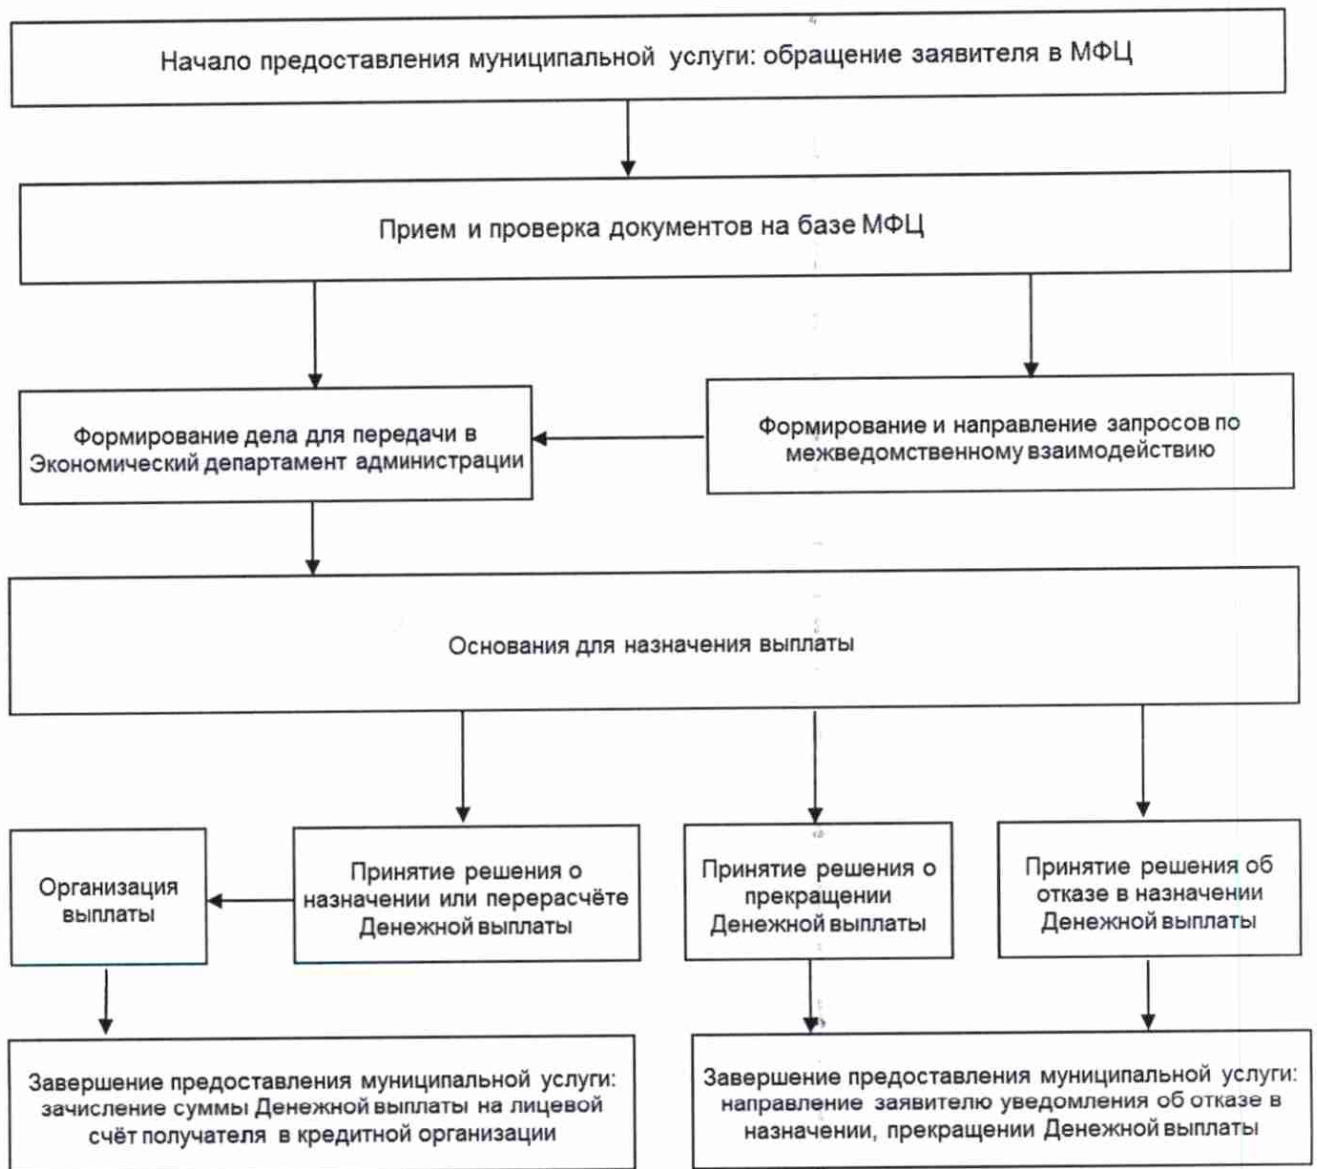 Начало предоставления муниципальной услуги: обращение заявителя в МФЦ
Прием и проверка документов на базе МФЦ
Формирование дела для передачи в
Экономический департамент администрации
Формирование и направление запросов по
межведомственному взаимодействию
Основания для назначения выплаты
Организация
выплаты
Принятие решения о
назначении или перерасчёте
Денежной выплаты
Принятие решения о
прекращении
Денежной выплаты
Принятие решения об
отказе в назначении
Денежной выплаты
Завершение предоставления муниципальной услуги:
зачисление суммы Денежной выплаты на лицевой
счёт получателя в кредитной организации
Завершение предоставления муниципальной услуги:
направление заявителю уведомления об отказе в
назначении, прекращении Денежной выплаты